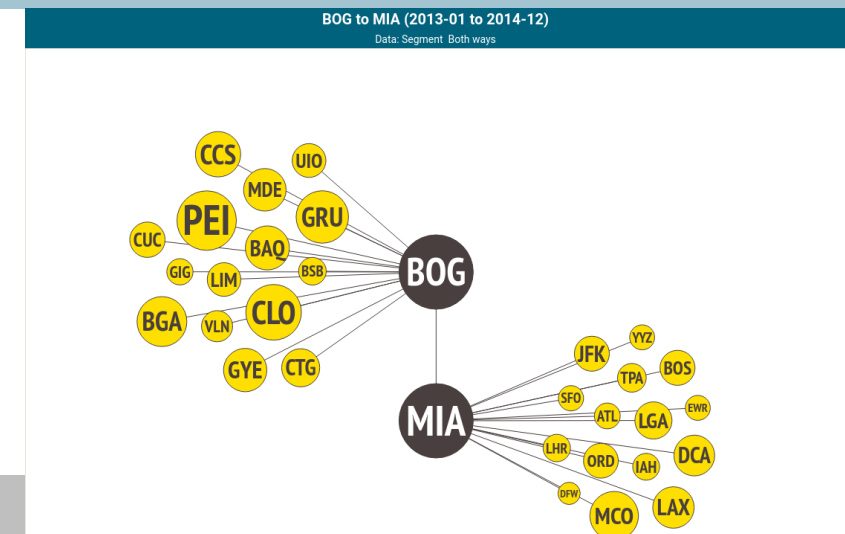 BOG to MIA (2013-01 to 2014-12)
Data: Segment Both ways
CCS
UIO
MDE
PEI
GRU
CUC
BAQ
GIG
LIM
BSB
BOG
BGA
VLN
CLO
GYE
CTG
JFK
YYZ
TPA
BOS
SFO
EWR
ATL
LGA
MIA
LHR
ORD
IAH
DCA
DFW
MCO
LAX